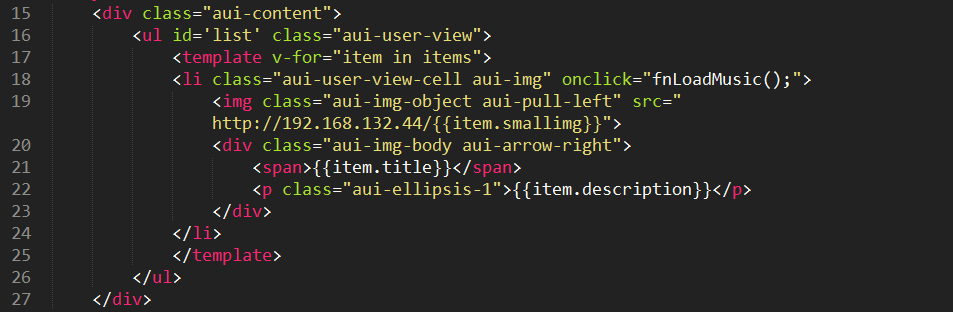 15 <div class="aui-content">
16 <ul id='list' class="aui-user-view">
17 <template v-for="item in items">
18 <li class="aui-user-view-cell aui-img" onclick="fnLoadMusic();">
19 <img class="aui-img-object aui-pull-left" src="
http://192.168.132.44/{{item.smallimg}}">
20 <div class="aui-img-body aui-arrow-right">
21 <span>{{item.title}}</span>
22 <p class="aui-ellipsis-1">{{item.description}}</p>
23 </div>
24 </li>
25 </template>
26 </ul>
27 </div>